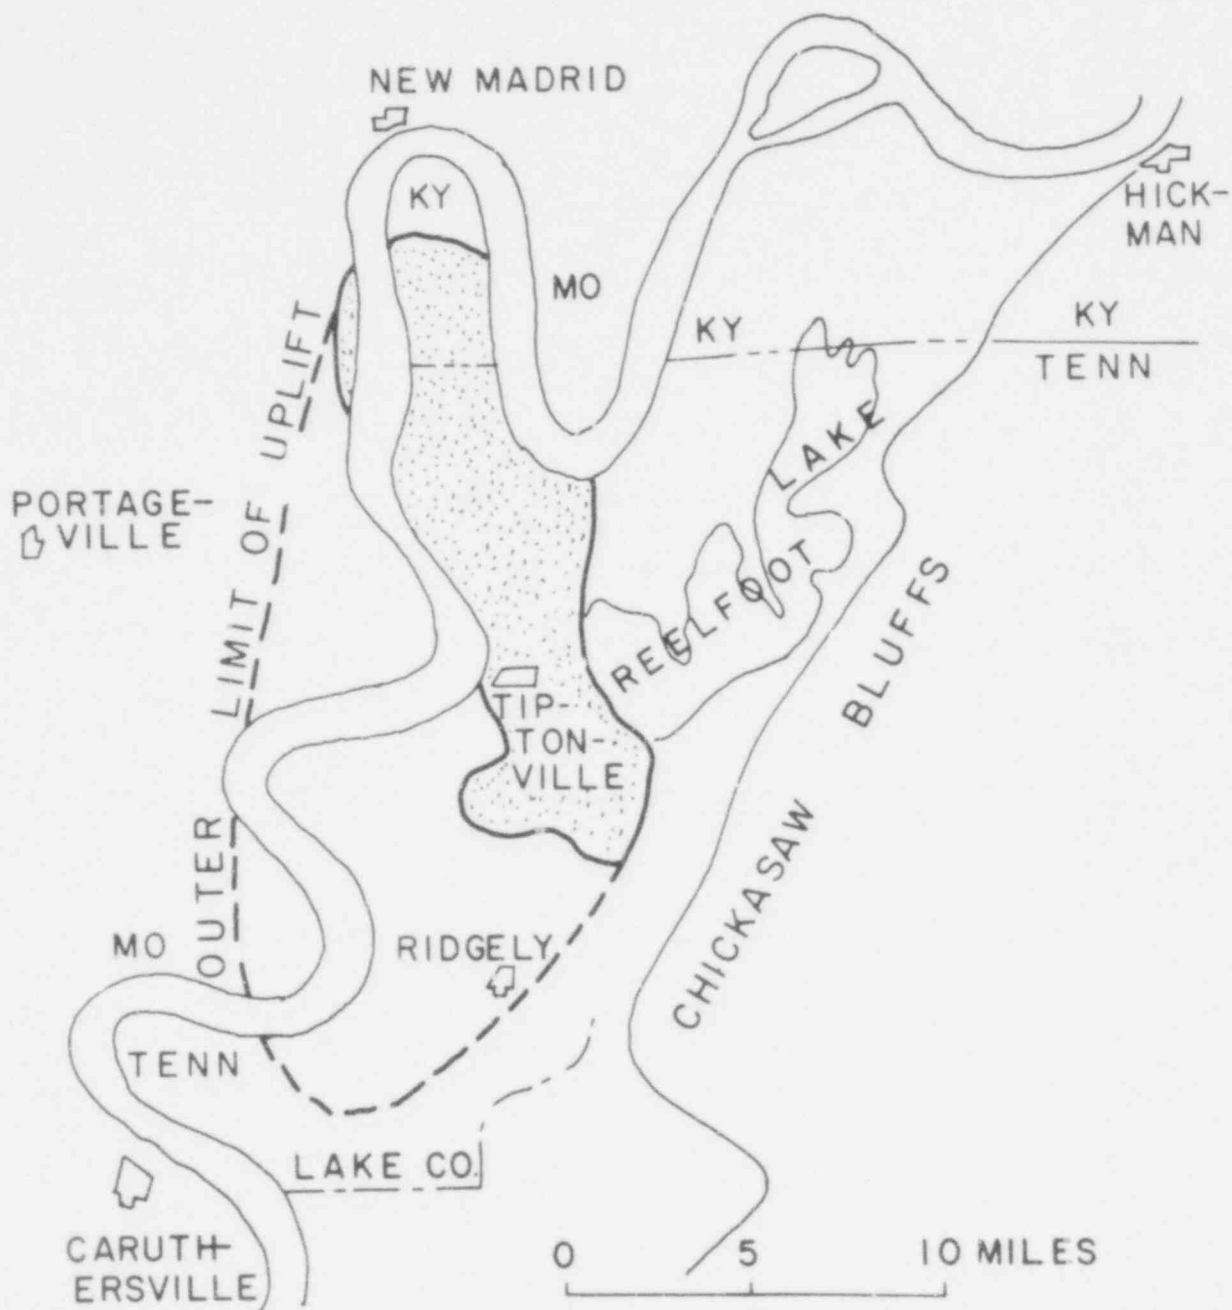 NEW MADRID
KY
HICK-
MAN
MO
KY
KY
TENN
OUTER LIMIT OF UPLIFT
PORTAGE-
VILLE
REELFOOT LAKE
TIP-
TON-
VILLE
CHICKASAW BLUFFS
MO
RIDGELY
TENN
LAKE CO.
CARUTH-
ERSVILLE
0 5 10 MILES